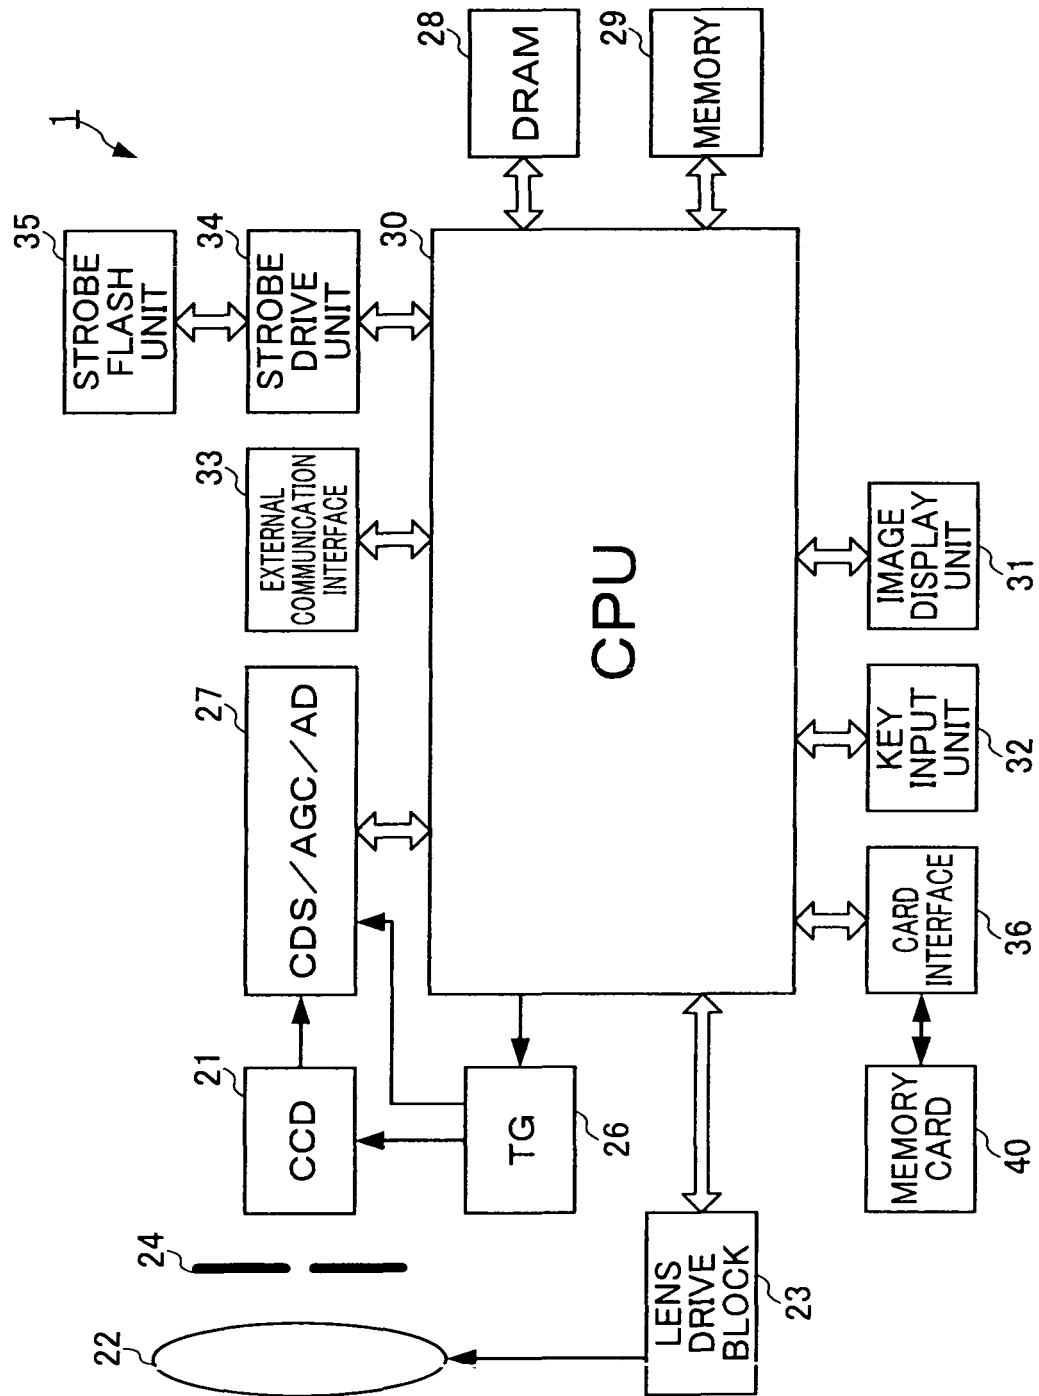 1
35
STROBE
FLASH
UNIT
34
STROBE
DRIVE
UNIT
33
EXTERNAL
COMMUNICATION
INTERFACE
27
CDS/AGC/AD
21
CCD
24
22
28
DRAM
29
MEMORY
30
CPU
TG
26
LENS
DRIVE
BLOCK
23
IMAGE
DISPLAY
UNIT
31
KEY
INPUT
UNIT
32
CARD
INTERFACE
36
MEMORY
CARD
40